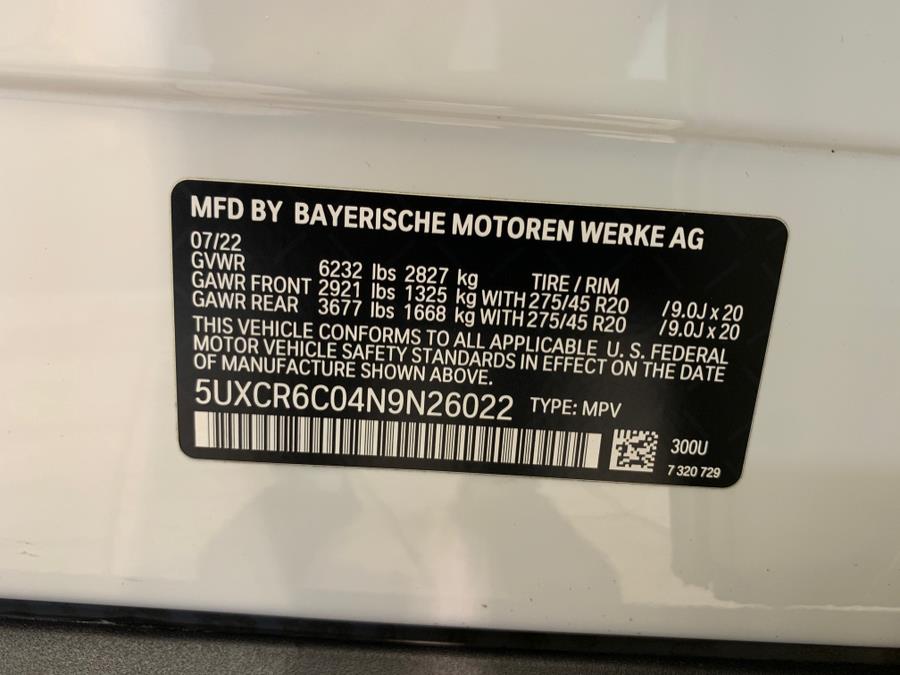 MFD BY BAYERISCHE MOTOREN WERKE AG
07/22
GVWR 6232 lbs 2827 kg TIRE / RIM
GAWR FRONT 2921 lbs 1325 kg WITH 275/45 R20 /9.0J x 20
GAWR REAR 3677 lbs 1668 kg WITH 275/45 R20 /9.0J x 20
THIS VEHICLE CONFORMS TO ALL APPLICABLE U. S. FEDERAL
MOTOR VEHICLE SAFETY STANDARDS IN EFFECT ON THE DATE
OF MANUFACTURE SHOWN ABOVE.
5UXCR6C04N9N26022 TYPE: MPV
300U
7 320 729